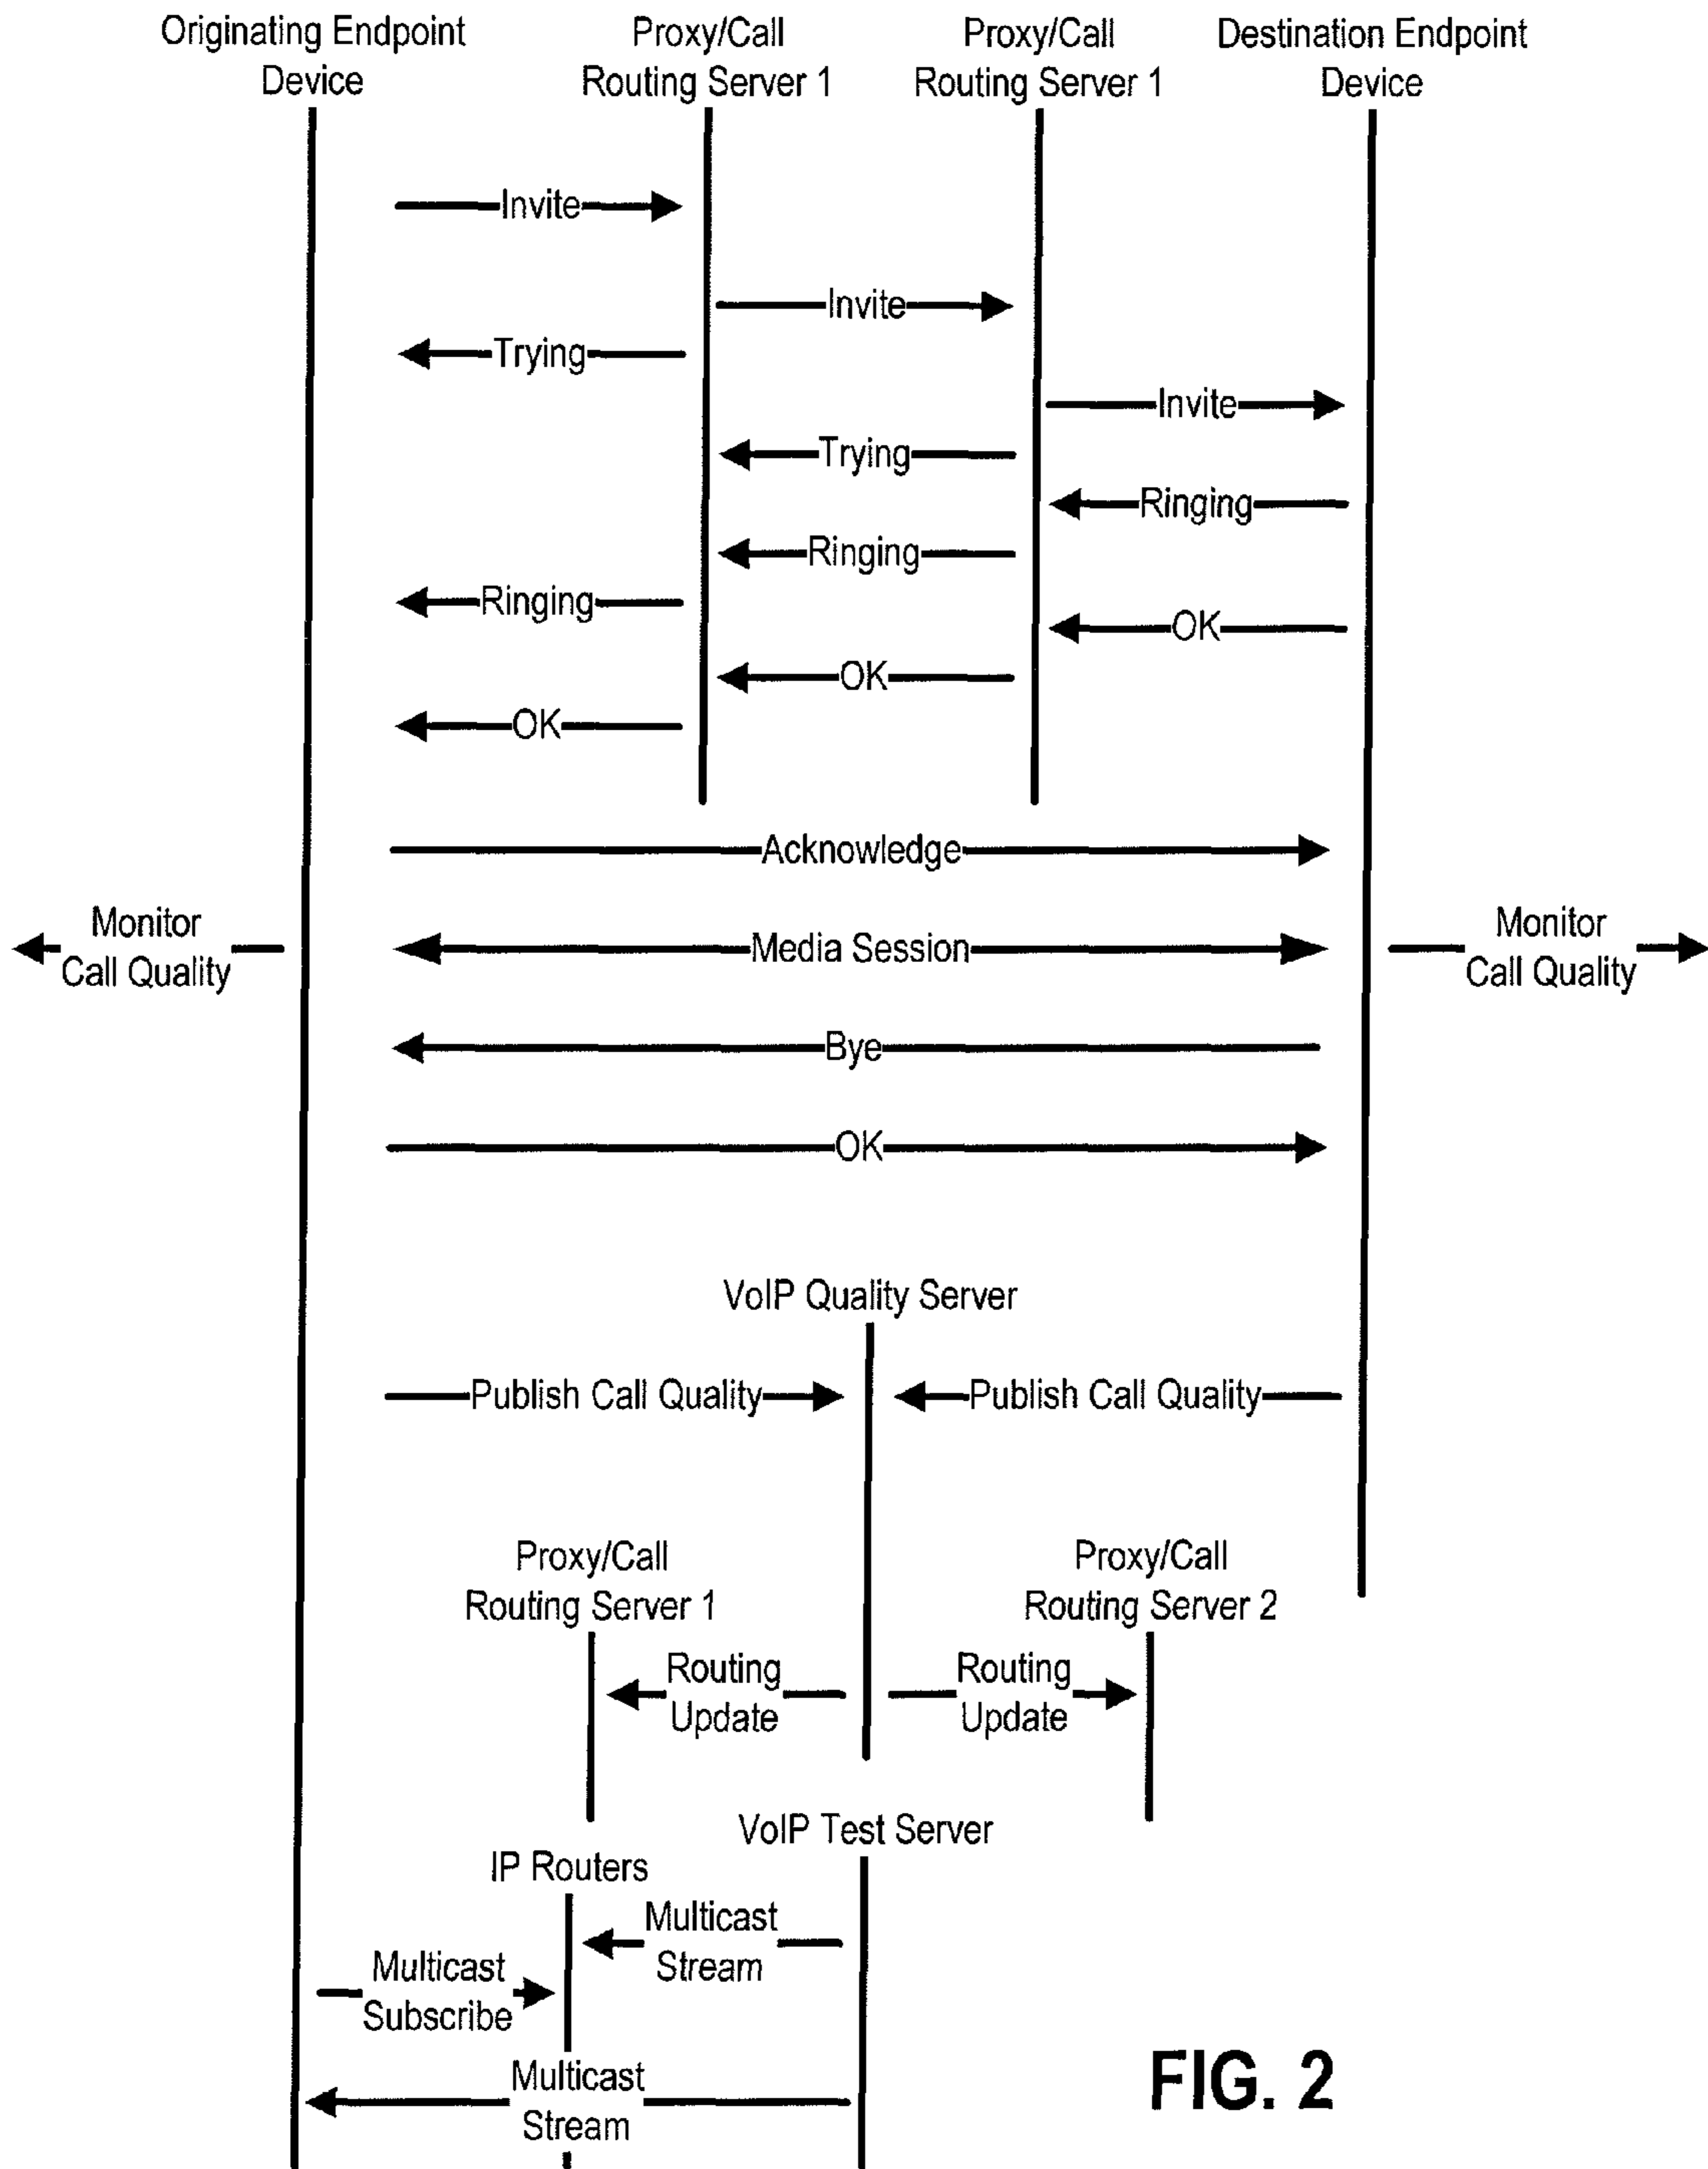 Originating Endpoint
Device
Proxy/Call
Routing Server 1
Proxy/Call
Routing Server 1
Destination Endpoint
Device
Invite
Invite
Trying
Invite
Trying
Ringing
Ringing
Ringing
OK
OK
OK
Acknowledge
Monitor
Call Quality
Media Session
Monitor
Call Quality
Bye
OK
VoIP Quality Server
Publish Call Quality
Publish Call Quality
Proxy/Call
Routing Server 1
Proxy/Call
Routing Server 2
Routing
Update
Routing
Update
VoIP Test Server
IP Routers
Multicast
Stream
Multicast
Subscribe
Multicast
Stream
FIG. 2